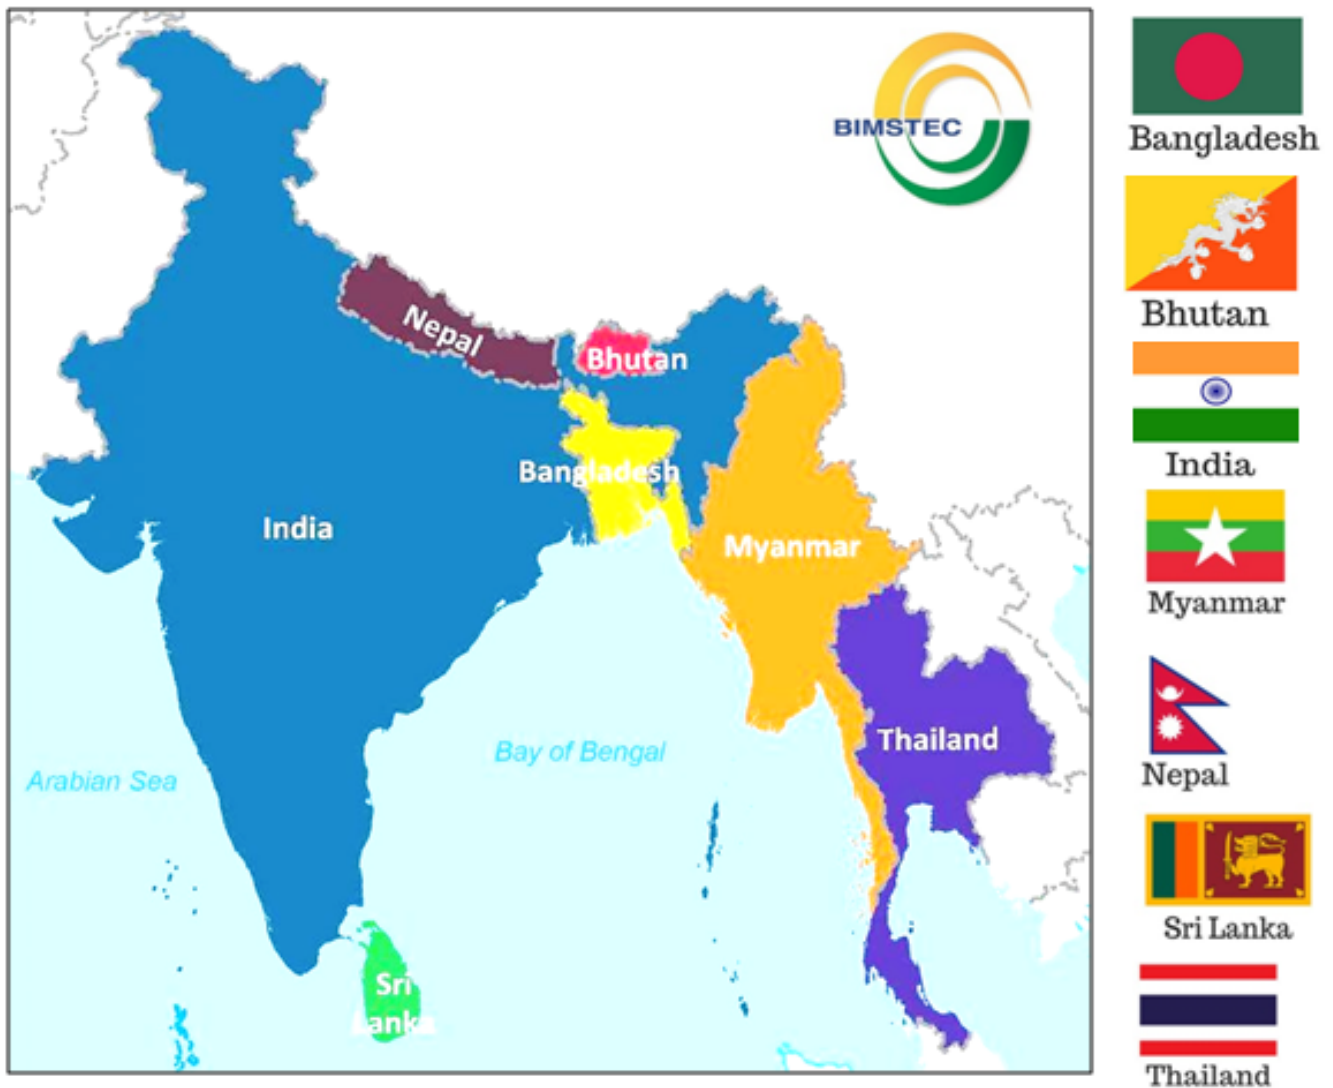 BIMSTEC
Nepal
Bhutan
Bangladesh
India
Myanmar
Thailand
Bay of Bengal
Arabian Sea
Sri
Lanka
Bangladesh
Bhutan
India
Myanmar
Nepal
Sri Lanka
Thailand